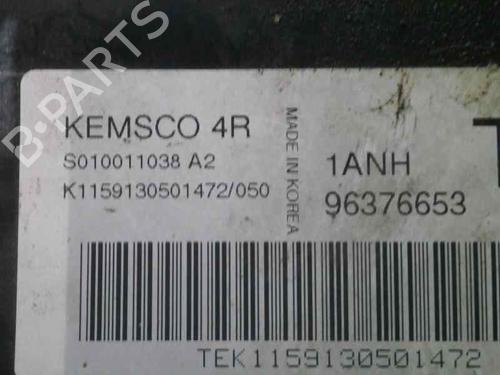 B-PARTS
KEMSCO 4R
S010011038 A2
K1159130501472/050
MADE IN KOREA
1ANH
96376653
TEK1159130501472